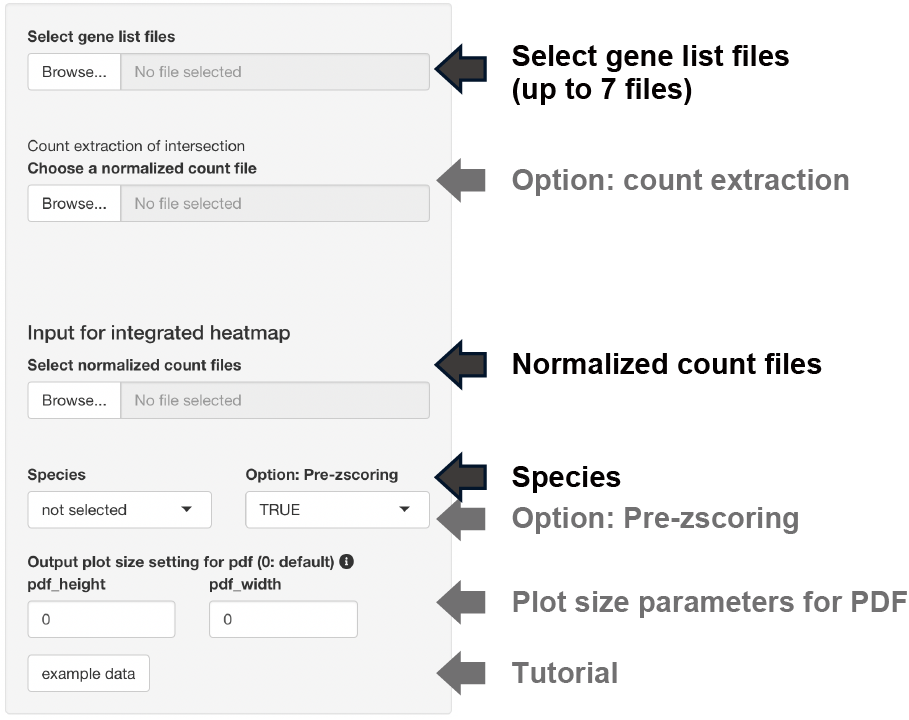 Select gene list files
Browse... No file selected
Select gene list files
(up to 7 files)
Count extraction of intersection
Choose a normalized count file
Browse... No file selected
Option: count extraction
Input for integrated heatmap
Select normalized count files
Browse... No file selected
Normalized count files
Species Option: Pre-zscoring
not selected TRUE
Species
Option: Pre-zscoring
Output plot size setting for pdf (0: default) i
pdf_height pdf_width
0 0
Plot size parameters for PDF
example data
Tutorial